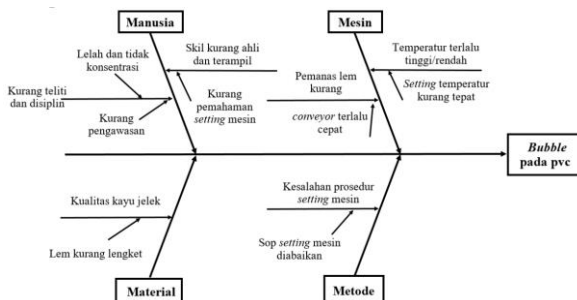 Manusia
Mesin
Lelah dan tidak
konsentrasi
Skil kurang ahli
dan terampil
Temperatur terlalu
tinggi/rendah
Kurang teliti
dan disiplin
Kurang
pemahaman
setting mesin
Pemanas lem
kurang
Setting temperatur
kurang tepat
Kurang
pengawasan
conveyor terlalu
cepat
Bubble
pada pvc
Kualitas kayu jelek
Kesalahan prosedur
setting mesin
Lem kurang lengket
Sop setting mesin
diabaikan
Material
Metode